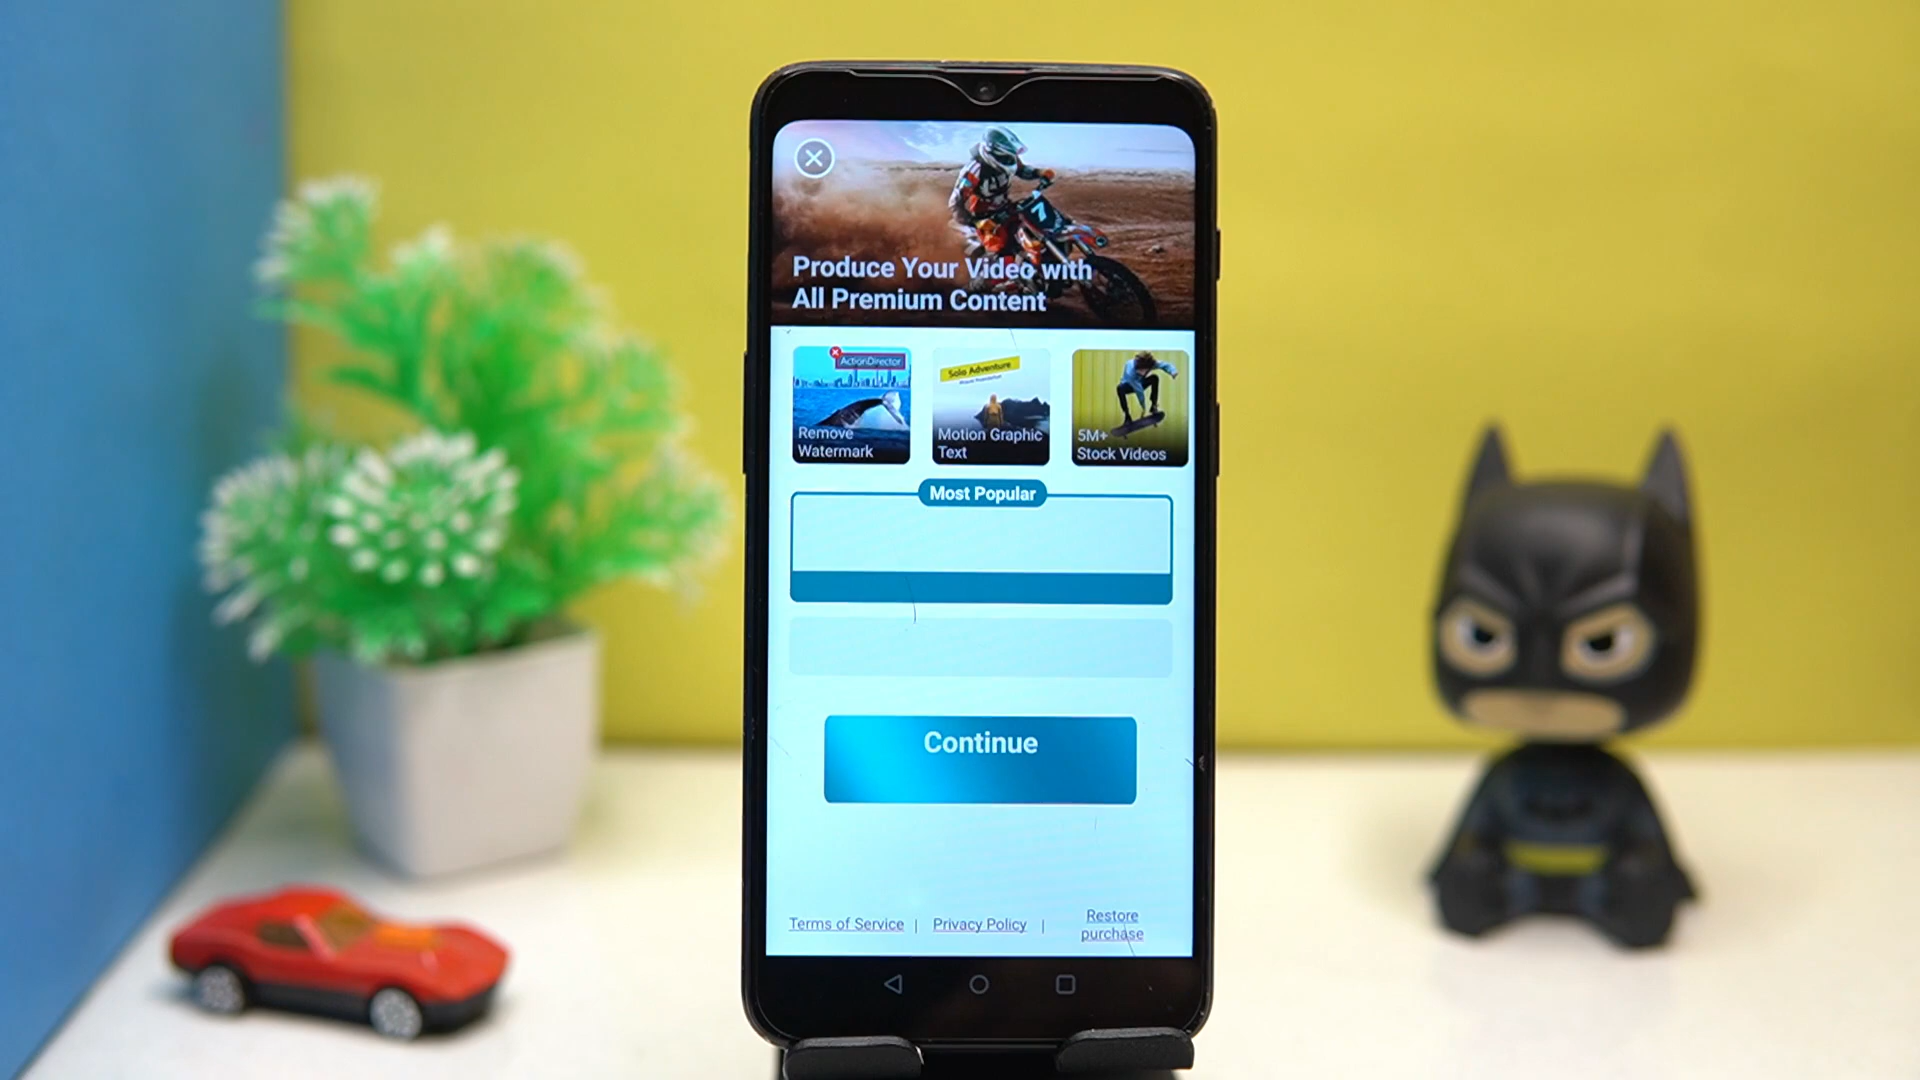 7
Produce Your Video with
All Premium Content
ActionDirector
Remove
Watermark
Solo Adventure
Motion Graphic
Text
5M+
Stock Videos
Most Popular
Continue
Terms of Service | Privacy Policy | Restore
purchase